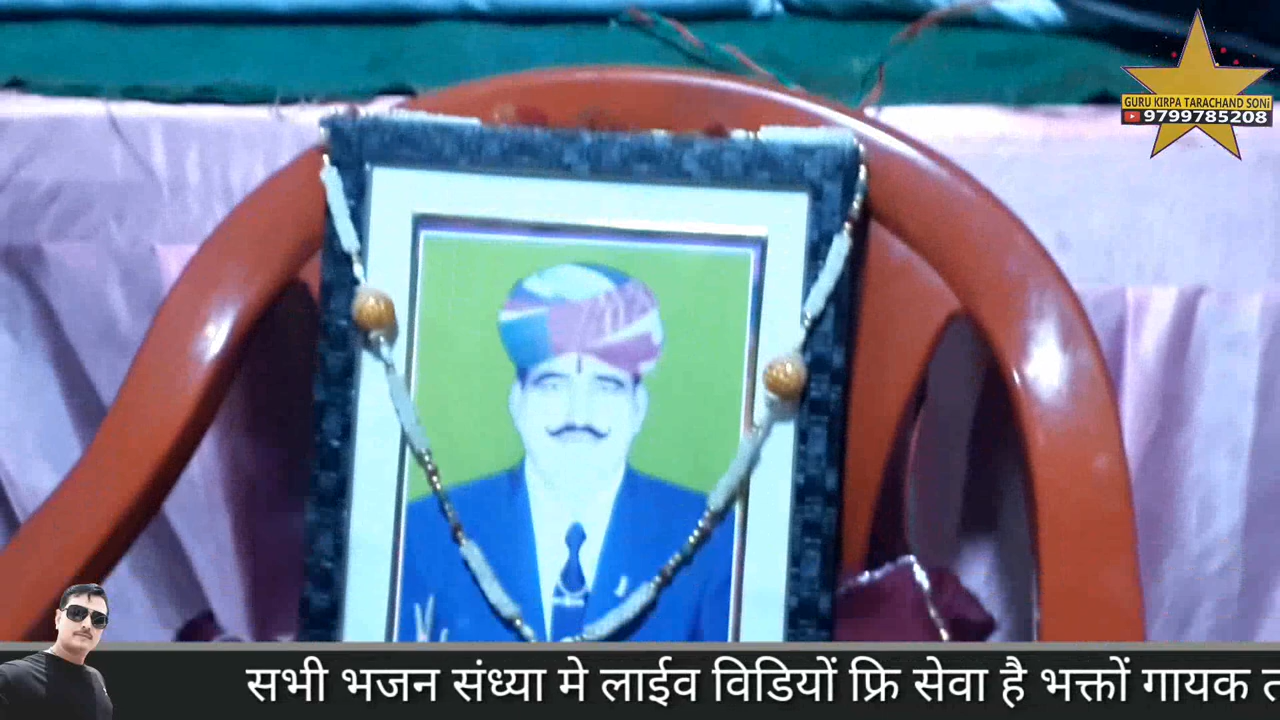 GURU KIRPA TARACHAND SONi
9799785208
सभी भजन संध्या मे लाईव विडियों फ्रि सेवा है भक्तों गायक